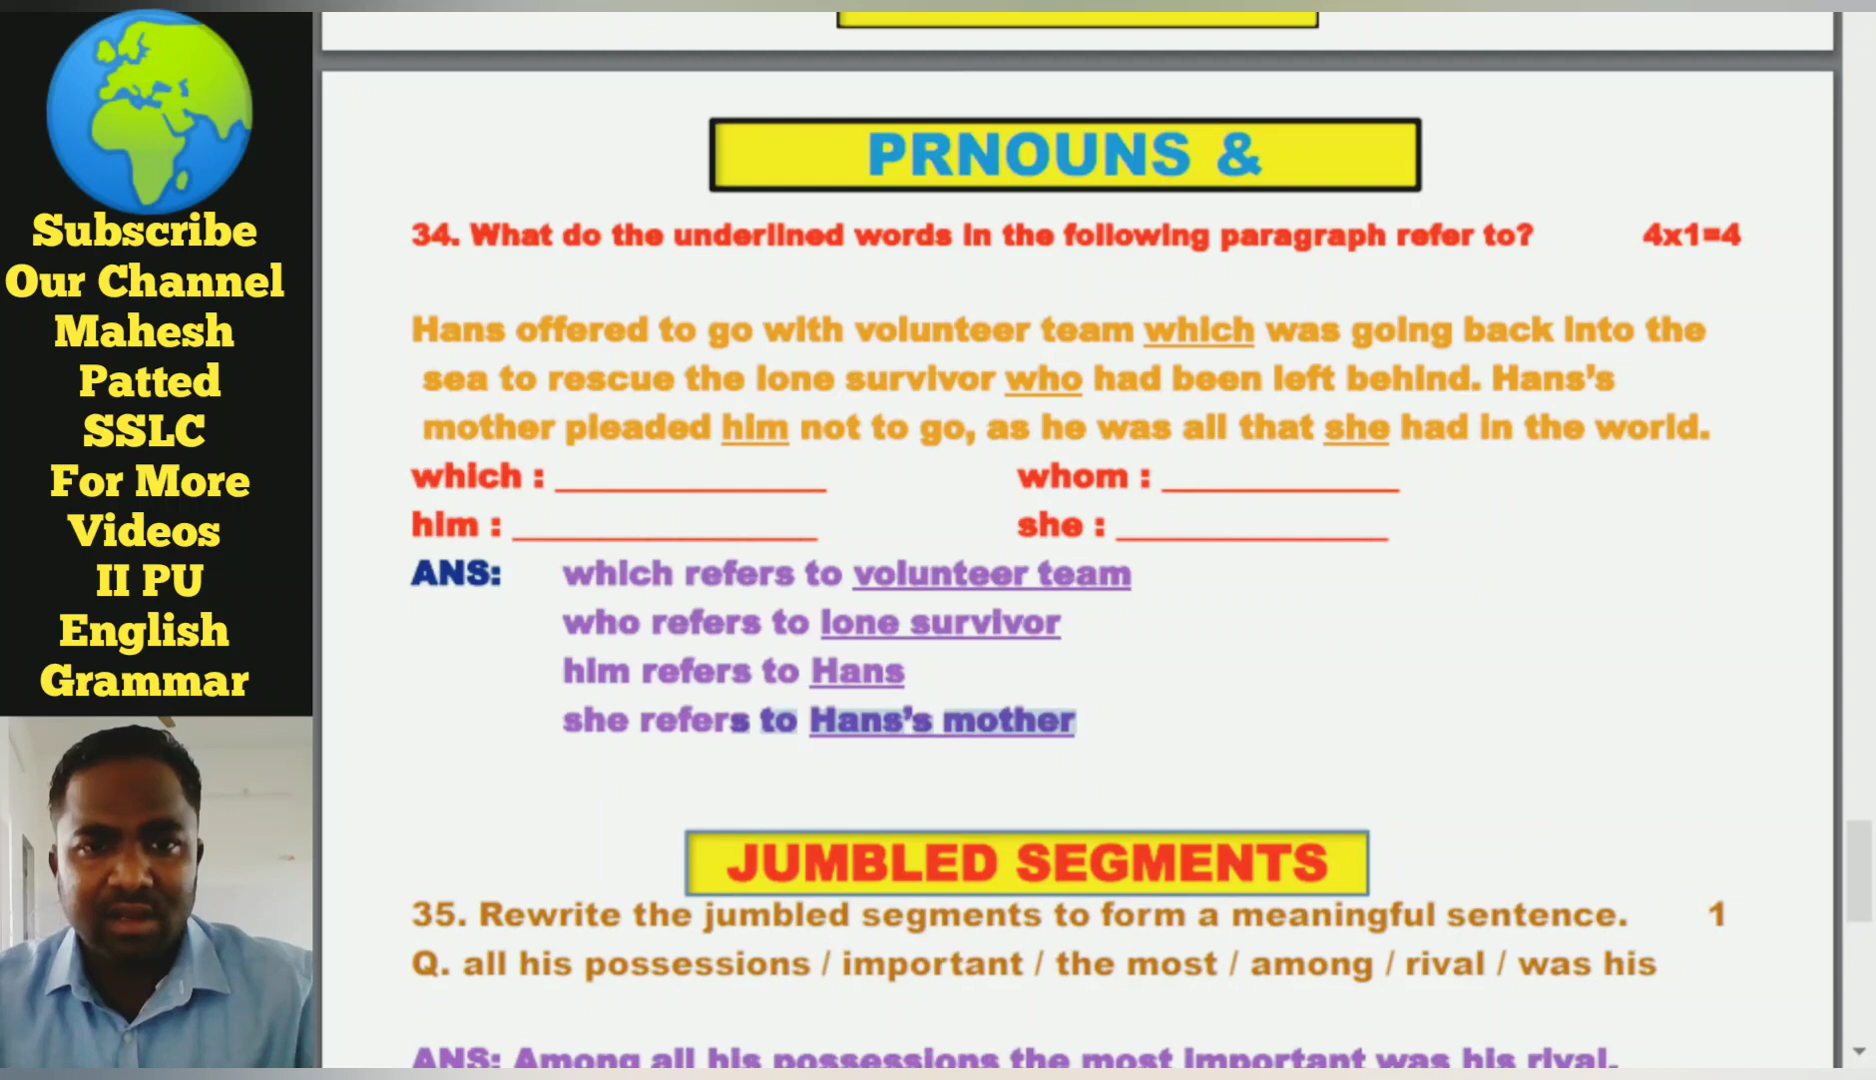 Subscribe
Our Channel
Mahesh
Patted
SSLC
For More
Videos
II PU
English
Grammar
PRNOUNS &
34. What do the underlined words in the following paragraph refer to? 4x1=4
Hans offered to go with volunteer team which was going back into the
sea to rescue the lone survivor who had been left behind. Hans's
mother pleaded him not to go, as he was all that she had in the world.
which : ________________ whom : ______________
him : __________________ she : ________________
ANS: which refers to volunteer team
who refers to lone survivor
him refers to Hans
she refers to Hans's mother
JUMBLED SEGMENTS
35. Rewrite the jumbled segments to form a meaningful sentence. 1
Q. all his possessions / important / the most / among / rival / was his
ANS: Among all his possessions the most important was his rival.